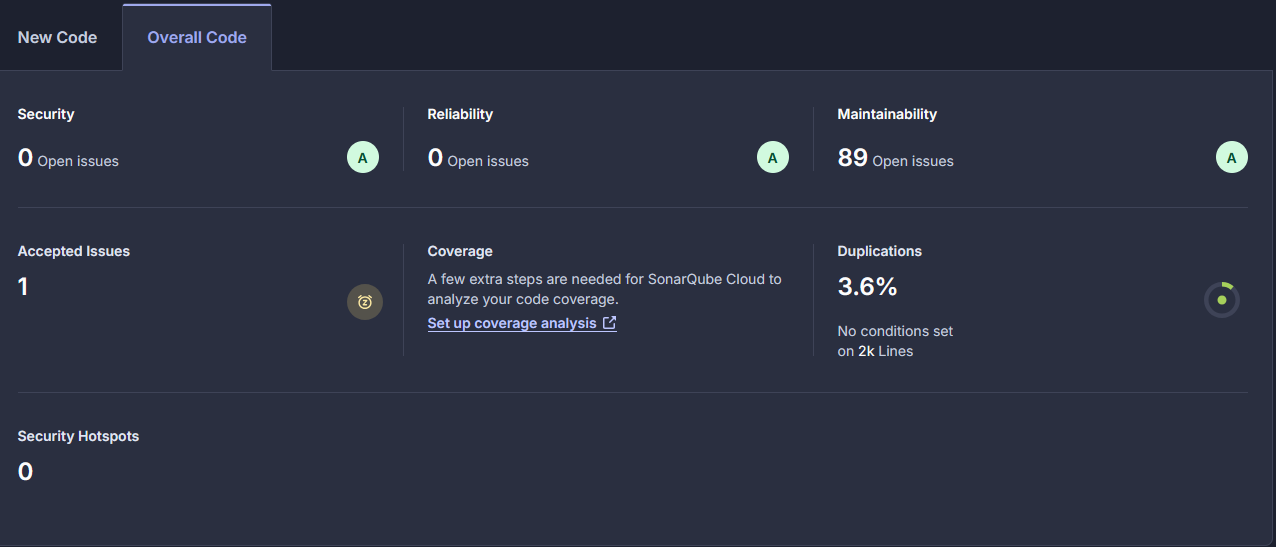 New Code
Overall Code
Security
0 Open issues
A
Reliability
0 Open issues
A
Maintainability
89 Open issues
A
Accepted Issues
1
Coverage
A few extra steps are needed for SonarQube Cloud to
analyze your code coverage.
Set up coverage analysis
Duplications
3.6%
No conditions set
on 2k Lines
Security Hotspots
0